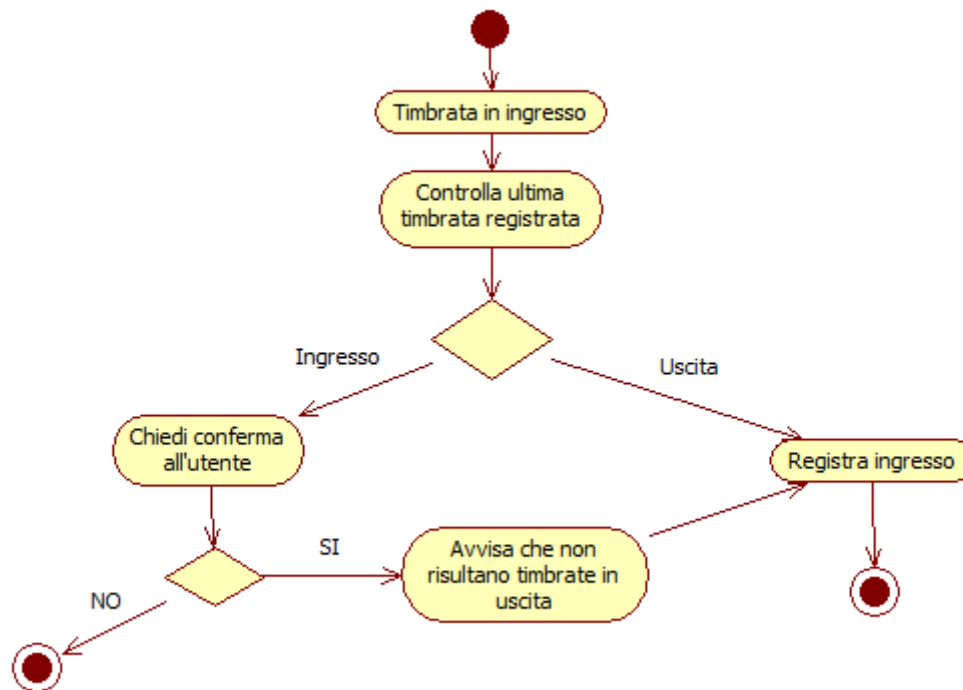 Timbrata in ingresso
Controlla ultima
timbrata registrata
Ingresso
Uscita
Chiedi conferma
all'utente
Registra ingresso
SI
Avvisa che non
risultano timbrate in
uscita
NO